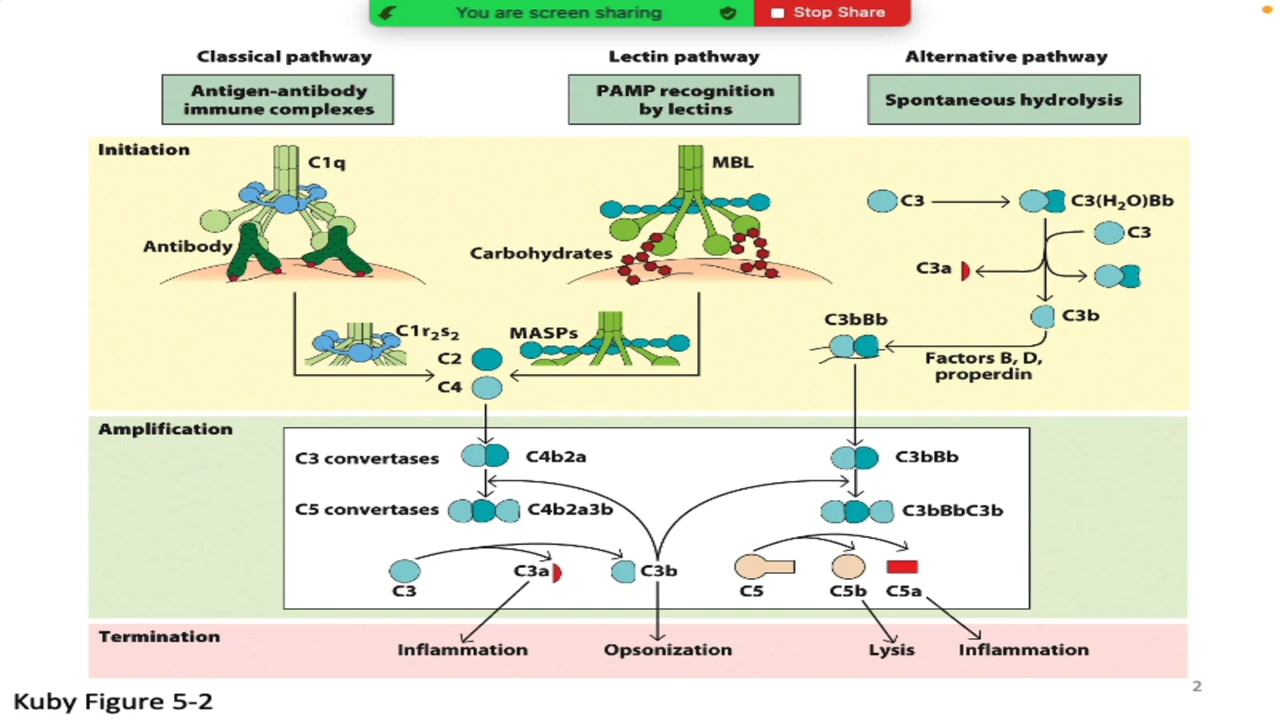 You are screen sharing
Stop Share
Classical pathway
Lectin pathway
Alternative pathway
Antigen-antibody
immune complexes
PAMP recognition
by lectins
Spontaneous hydrolysis
Initiation
C1q
Antibody
MBL
Carbohydrates
C3
C3(H₂O)Bb
C3
C3a
C3b
C3bBb
Factors B, D,
properdin
C1r₂s₂
MASPs
C2
C4
Amplification
C3 convertases
C4b2a
C3bBb
C5 convertases
C4b2a3b
C3bBbC3b
C3
C3a
C3b
C5
C5b
C5a
Termination
Inflammation
Opsonization
Lysis
Inflammation
2
Kuby Figure 5-2